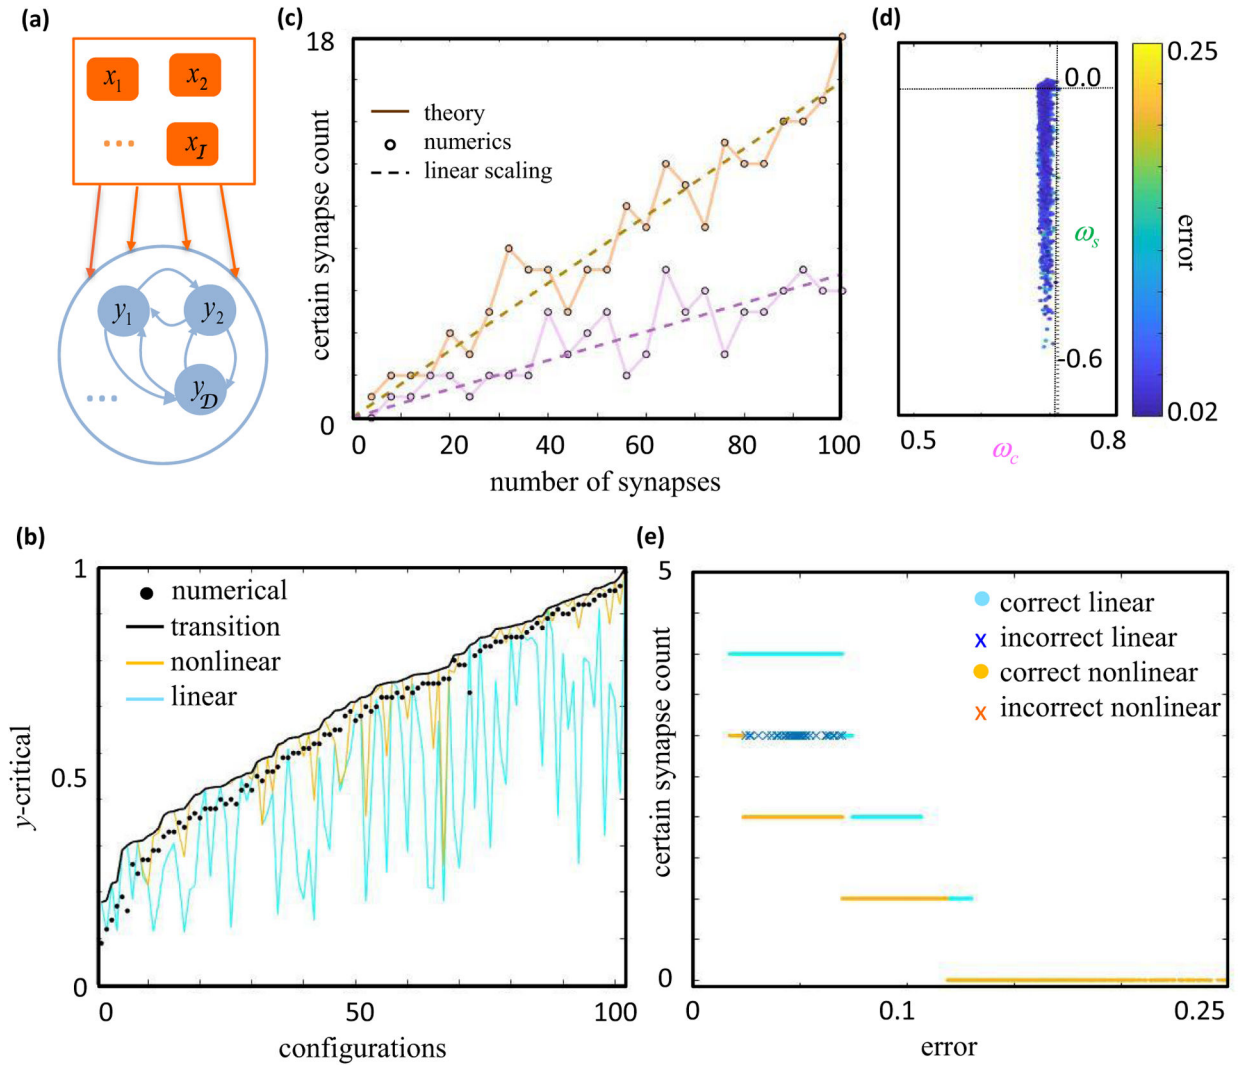 (a)
x1
x2
...
xI
y1
y2
yD
...
(c)
18
certain synapse count
theory
numerics
linear scaling
0
0
20
40
60
80
100
number of synapses
(d)
0.0
ωs
-0.6
0.5
0.8
ωc
0.25
error
0.02
(b)
1
numerical
transition
nonlinear
linear
y-critical
0.5
0
0
50
100
configurations
(e)
5
correct linear
incorrect linear
correct nonlinear
incorrect nonlinear
certain synapse count
0
0
0.1
0.25
error